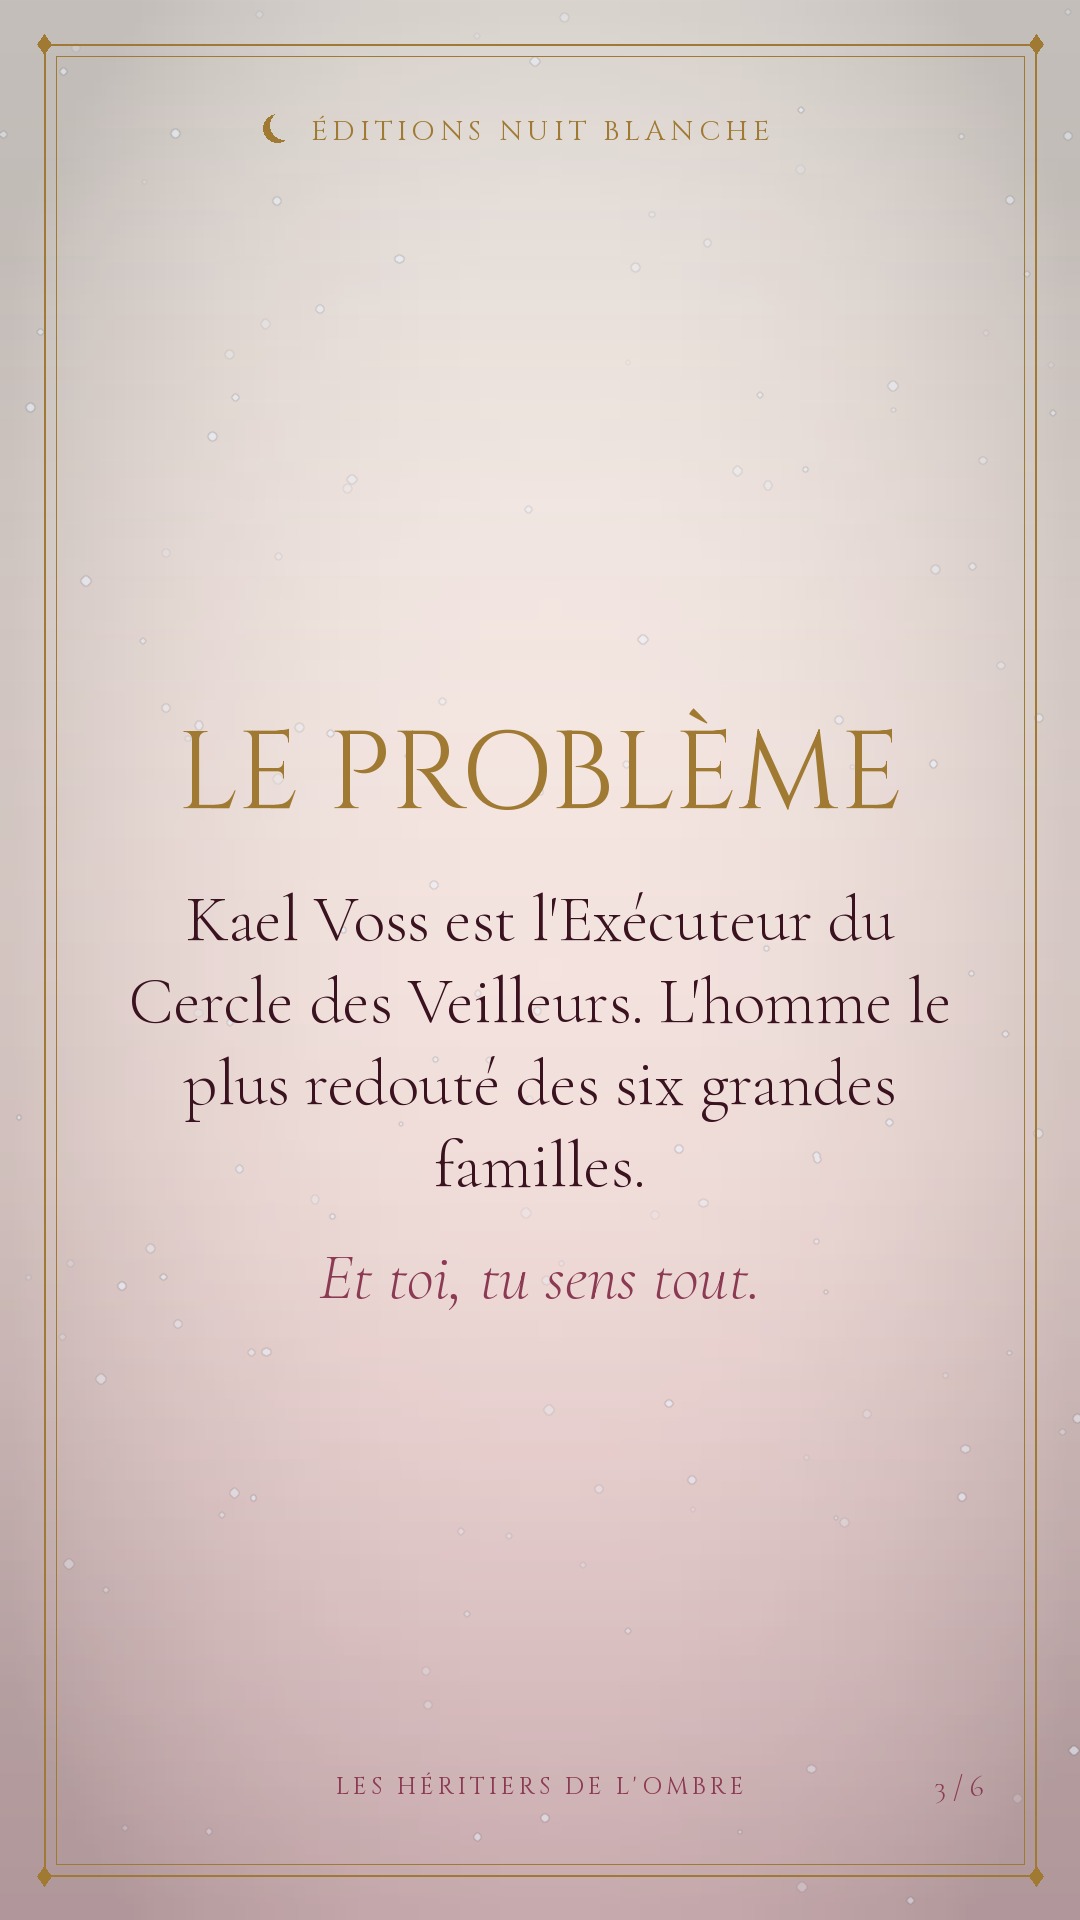 ÉDITIONS NUIT BLANCHE
LE PROBLÈME
Kael Voss est l'Exécuteur du
Cercle des Veilleurs. L'homme le
plus redouté des six grandes
familles.
Et toi, tu sens tout.
LES HÉRITIERS DE L'OMBRE
3/6